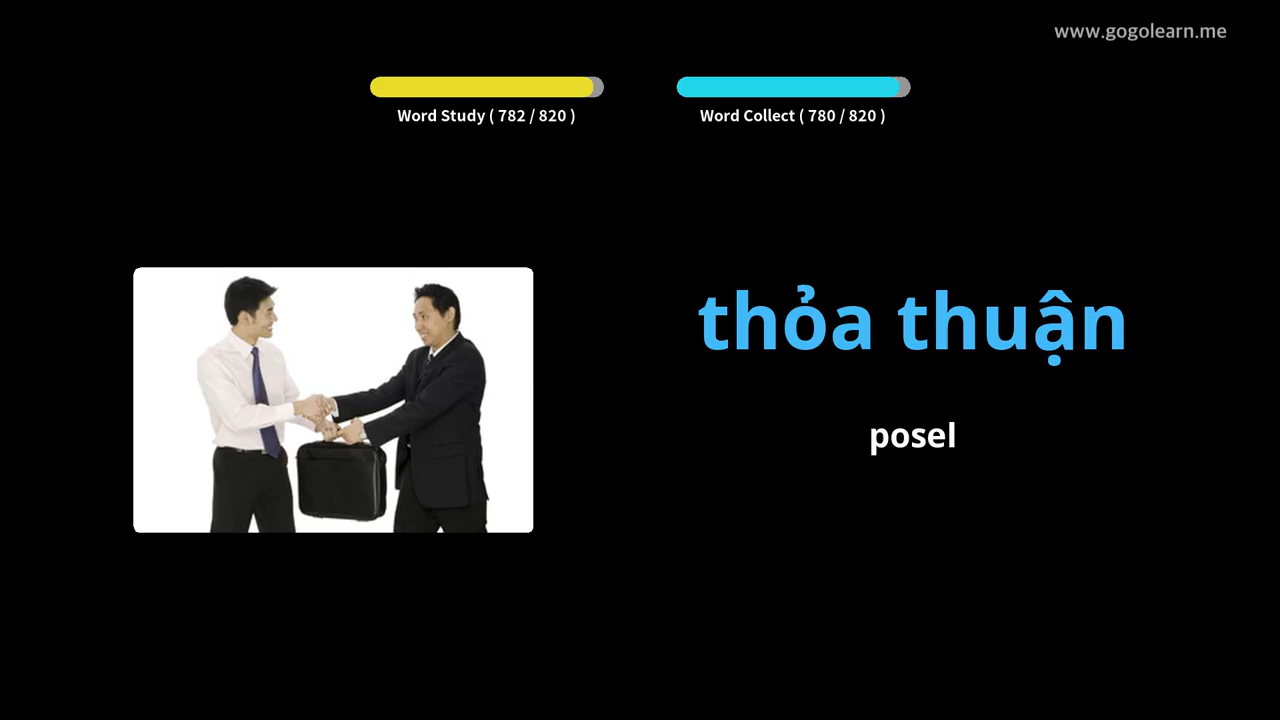 www.gogolearn.me
Word Study ( 782 / 820 )
Word Collect ( 780 / 820 )
thỏa thuận
posel